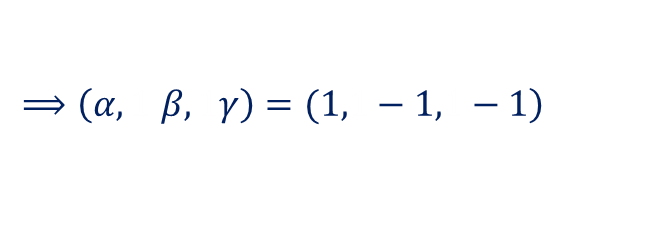 ⟹ (α, β, γ) = (1, − 1, − 1)